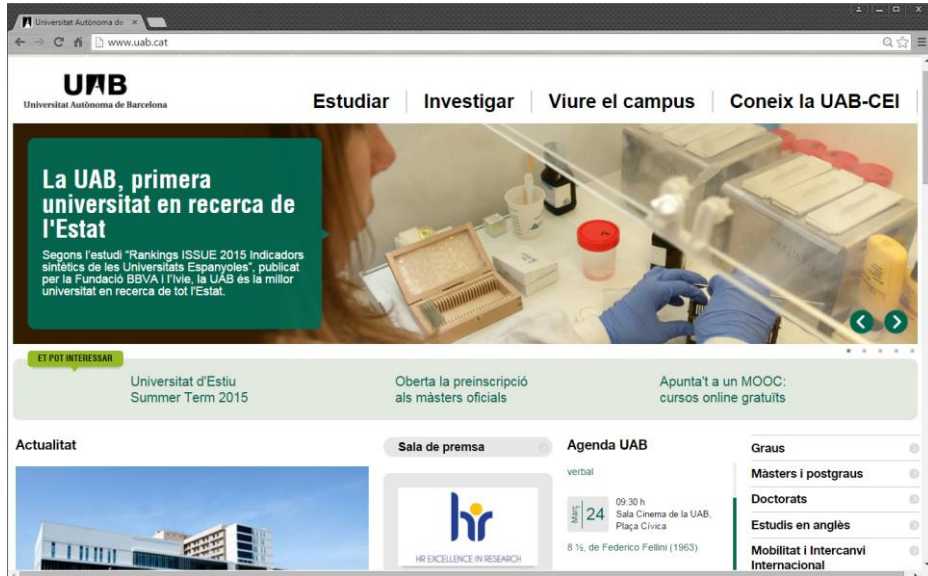 Universitat Autònoma de
www.uab.cat
UAB
Universitat Autònoma de Barcelona
Estudiar
Investigar
Viure el campus
Coneix la UAB-CEI
La UAB, primera
universitat en recerca de
l'Estat
Segons l'estudi "Rankings ISSUE 2015 Indicadors
sintètics de les Universitats Espanyoles", publicat
per la Fundació BBVA i l'Ivie, la UAB és la millor
universitat en recerca de tot l'Estat.
ET POT INTERESSAR
Universitat d'Estiu
Summer Term 2015
Oberta la preinscripció
als màsters oficials
Apunta't a un MOOC:
cursos online gratuïts
Actualitat
Sala de premsa
hr
HR EXCELLENCE IN RESEARCH
Agenda UAB
verbal
Març
24
09:30 h
Sala Cinema de la UAB,
Plaça Cívica
8 ½, de Federico Fellini (1963)
Graus
Màsters i postgraus
Doctorats
Estudis en anglès
Mobilitat i Intercanvi
Internacional